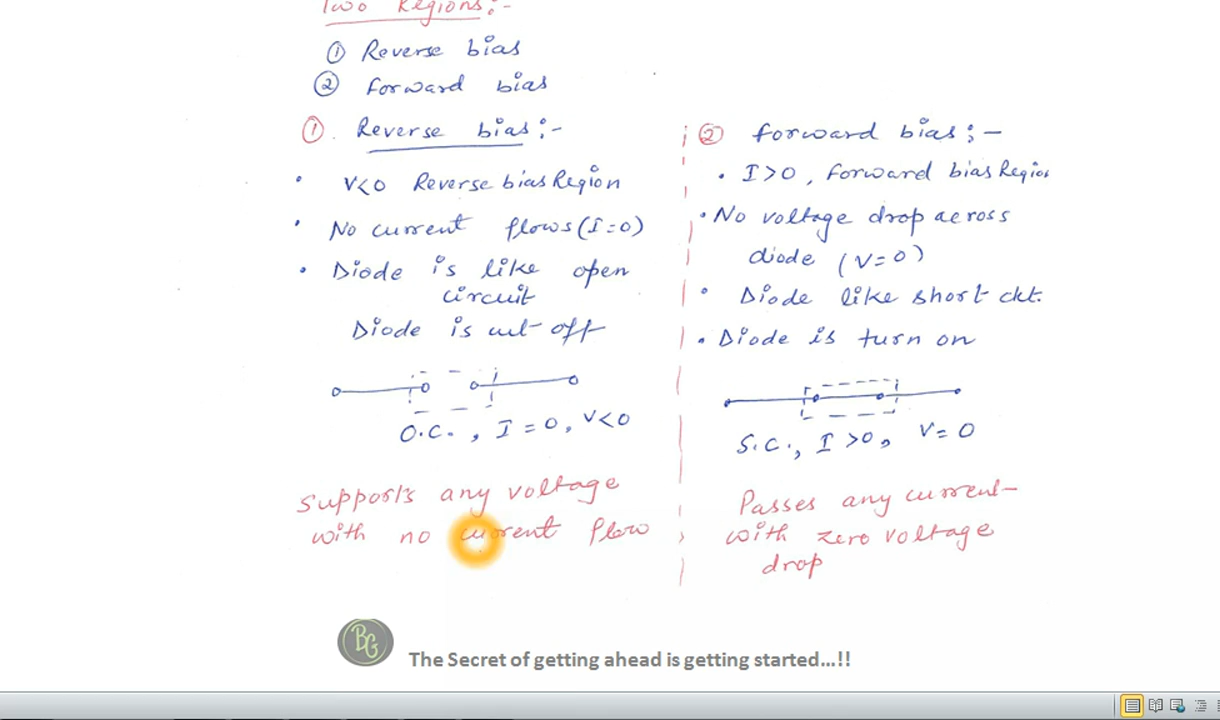 Two Regions:-
① Reverse bias
② Forward bias
①. Reverse bias:-
• V<0 Reverse bias Region
• No current flows (I=0)
• Diode is like open
circuit
Diode is cut off
O.C., I = 0, V<0
Supports any voltage
with no current flow
② forward bias:-
• I>0, Forward bias Region
• No voltage drop across
diode (V=0)
• Diode like short ckt.
• Diode is turn on
S.C., I >0, V= 0
Passes any current
with zero voltage
drop
BG
The Secret of getting ahead is getting started...!!